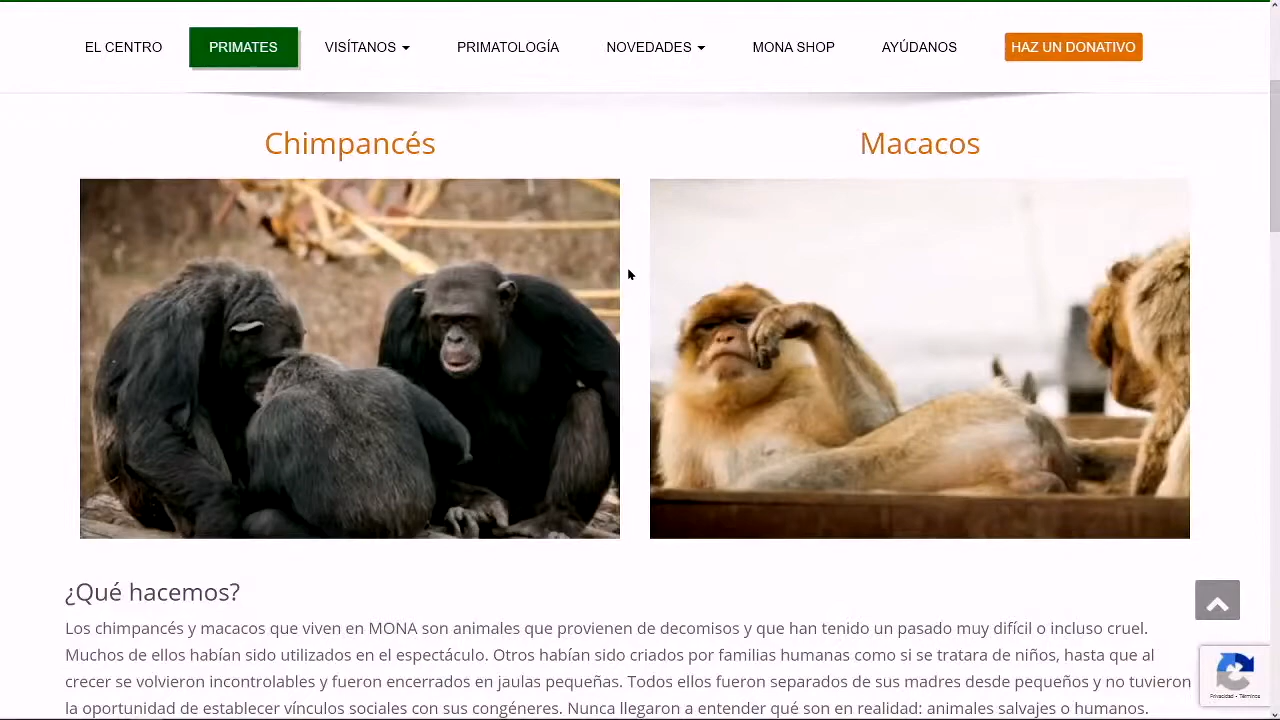 EL CENTRO PRIMATES VISÍTANOS PRIMATOLOGÍA NOVEDADES MONA SHOP AYÚDANOS HAZ UN DONATIVO
Chimpancés Macacos
¿Qué hacemos?
Los chimpancés y macacos que viven en MONA son animales que provienen de decomisos y que han tenido un pasado muy difícil o incluso cruel.
Muchos de ellos habían sido utilizados en el espectáculo. Otros habían sido criados por familias humanas como si se tratara de niños, hasta que al
crecer se volvieron incontrolables y fueron encerrados en jaulas pequeñas. Todos ellos fueron separados de sus madres desde pequeños y no tuvieron
la oportunidad de establecer vínculos sociales con sus congéneres. Nunca llegaron a entender qué son en realidad: animales salvajes o humanos.
Privacidad - Términos